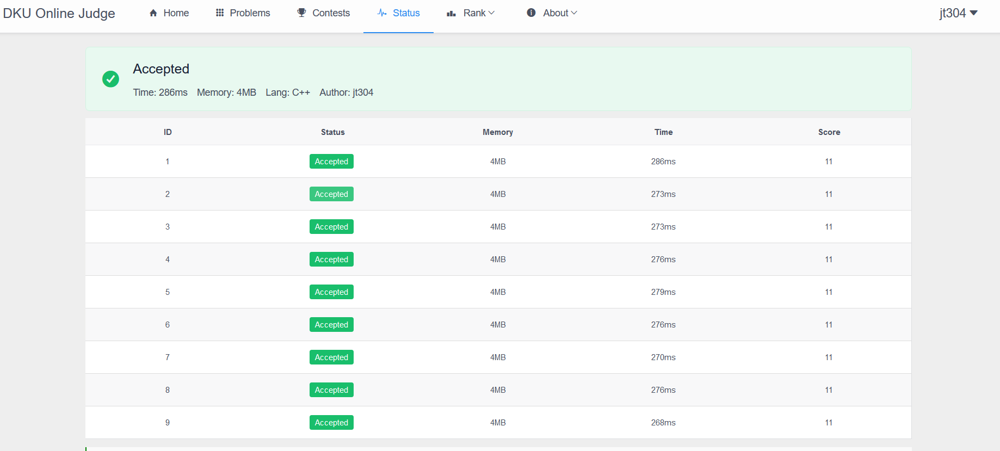 DKU Online Judge Home Problems Contests Status Rank About jt304
Accepted
Time: 286ms Memory: 4MB Lang: C++ Author: jt304
ID Status Memory Time Score
1 Accepted 4MB 286ms 11
2 Accepted 4MB 273ms 11
3 Accepted 4MB 273ms 11
4 Accepted 4MB 276ms 11
5 Accepted 4MB 279ms 11
6 Accepted 4MB 276ms 11
7 Accepted 4MB 270ms 11
8 Accepted 4MB 276ms 11
9 Accepted 4MB 268ms 11